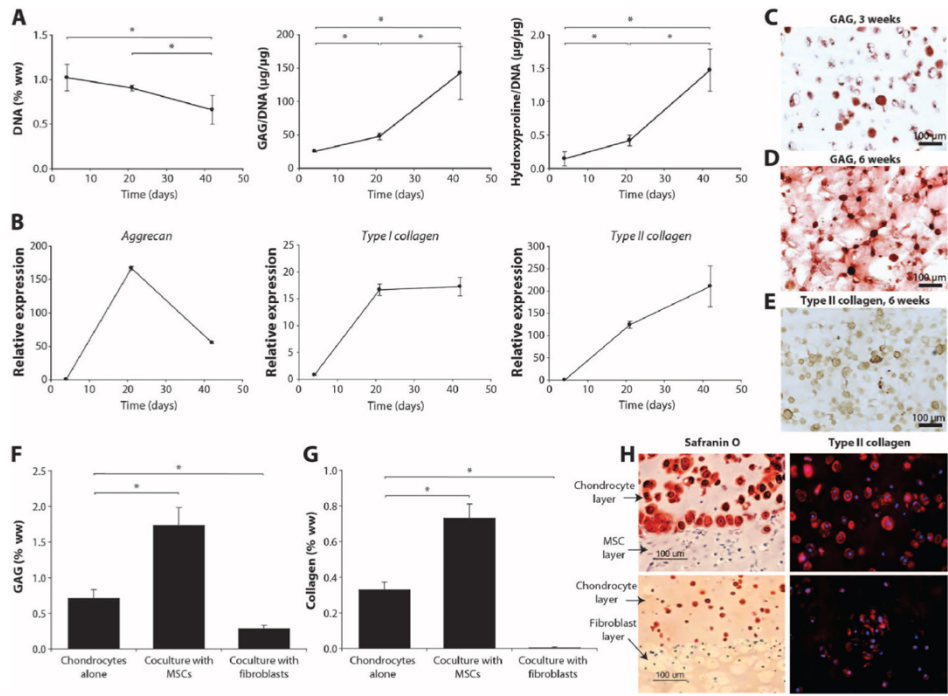 A
*
*
*
*
*
*
*
*
DNA (% ww)
1.5
1.0
0.5
0.0
0 10 20 30 40 50
Time (days)
GAG/DNA (µg/µg)
200
150
100
50
0
0 10 20 30 40 50
Time (days)
Hydroxyproline/DNA (µg/µg)
2.0
1.6
1.2
0.8
0.4
0.0
0 10 20 30 40 50
Time (days)
B
Aggrecan
Relative expression
200
150
100
50
0
0 10 20 30 40 50
Time (days)
Type I collagen
Relative expression
25
20
15
10
5
0
0 10 20 30 40 50
Time (days)
Type II collagen
Relative expression
300
250
200
150
100
50
0
0 10 20 30 40 50
Time (days)
C
GAG, 3 weeks
100 µm
D
GAG, 6 weeks
100 µm
E
Type II collagen, 6 weeks
100 µm
F
*
*
GAG (% ww)
2.5
2.0
1.5
1.0
0.5
0.0
Chondrocytes alone
Coculture with MSCs
Coculture with fibroblasts
G
*
*
Collagen (% ww)
1.0
0.8
0.6
0.4
0.2
0.0
Chondrocytes alone
Coculture with MSCs
Coculture with fibroblasts
H
Safranin O
Type II collagen
Chondrocyte
layer
MSC
layer
100 um
Chondrocyte
layer
Fibroblast
layer
100 um